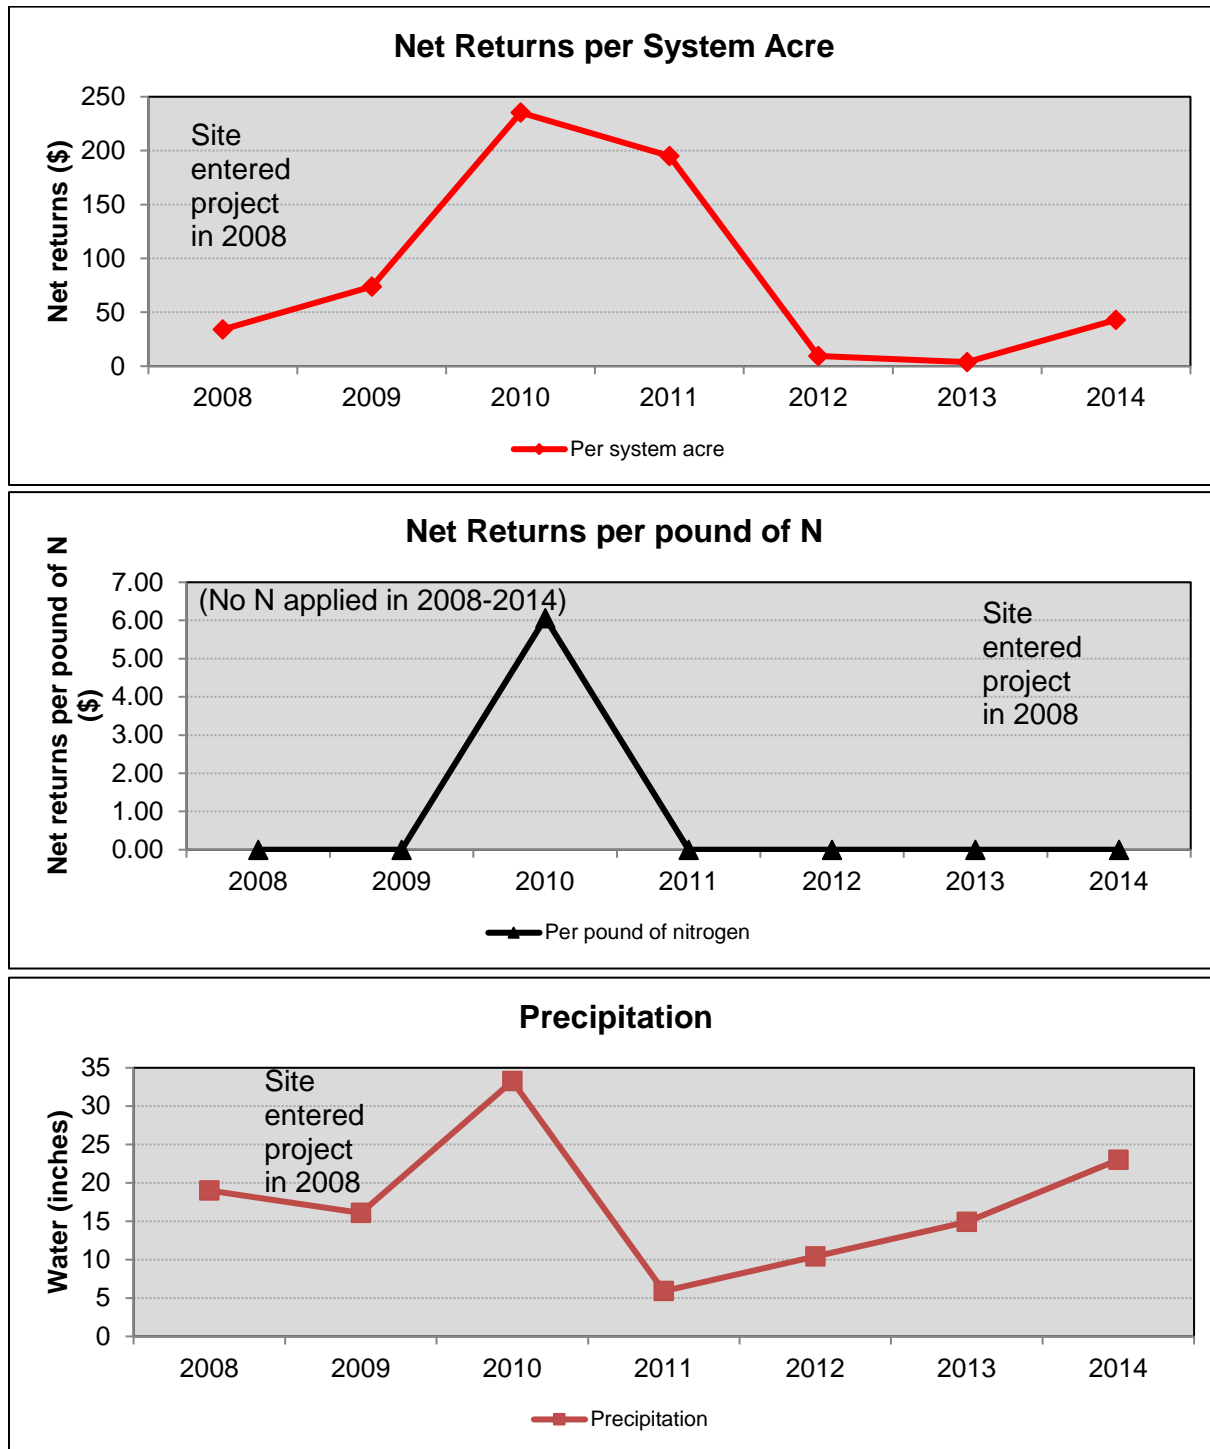 Net Returns per System Acre
Net returns ($)
250
200
150
100
50
0
Site
entered
project
in 2008
2008 2009 2010 2011 2012 2013 2014
Per system acre
Net Returns per pound of N
Net returns per pound of N
($)
7.00
6.00
5.00
4.00
3.00
2.00
1.00
0.00
(No N applied in 2008-2014)
Site
entered
project
in 2008
2008 2009 2010 2011 2012 2013 2014
Per pound of nitrogen
Precipitation
Water (inches)
35
30
25
20
15
10
5
0
Site
entered
project
in 2008
2008 2009 2010 2011 2012 2013 2014
Precipitation